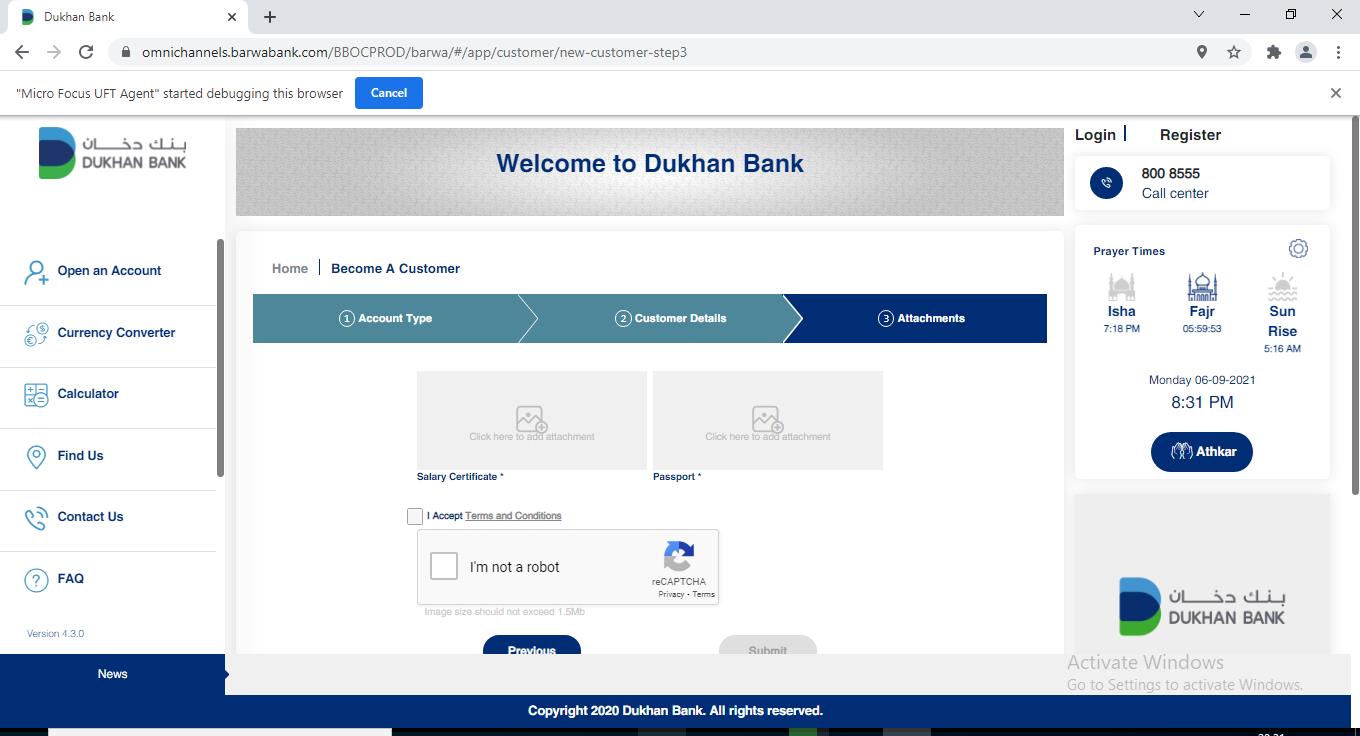 Dukhan Bank
omnichannels.barwabank.com/BBOCPROD/barwa/#/app/customer/new-customer-step3
"Micro Focus UFT Agent" started debugging this browser
Cancel
بنك دخــان
DUKHAN BANK
Open an Account
Currency Converter
Calculator
Find Us
Contact Us
FAQ
Version 4.3.0
News
Welcome to Dukhan Bank
Home
Become A Customer
1 Account Type
2 Customer Details
3 Attachments
Click here to add attachment
Click here to add attachment
Salary Certificate *
Passport *
I Accept Terms and Conditions
I'm not a robot
reCAPTCHA
Privacy - Terms
Image size should not exceed 1.5Mb
Previous
Submit
Login
Register
800 8555
Call center
Prayer Times
Isha
7:18 PM
Fajr
05:59:53
Sun
Rise
5:16 AM
Monday 06-09-2021
8:31 PM
Athkar
بنك دخــان
DUKHAN BANK
Activate Windows
Go to Settings to activate Windows.
Copyright 2020 Dukhan Bank. All rights reserved.